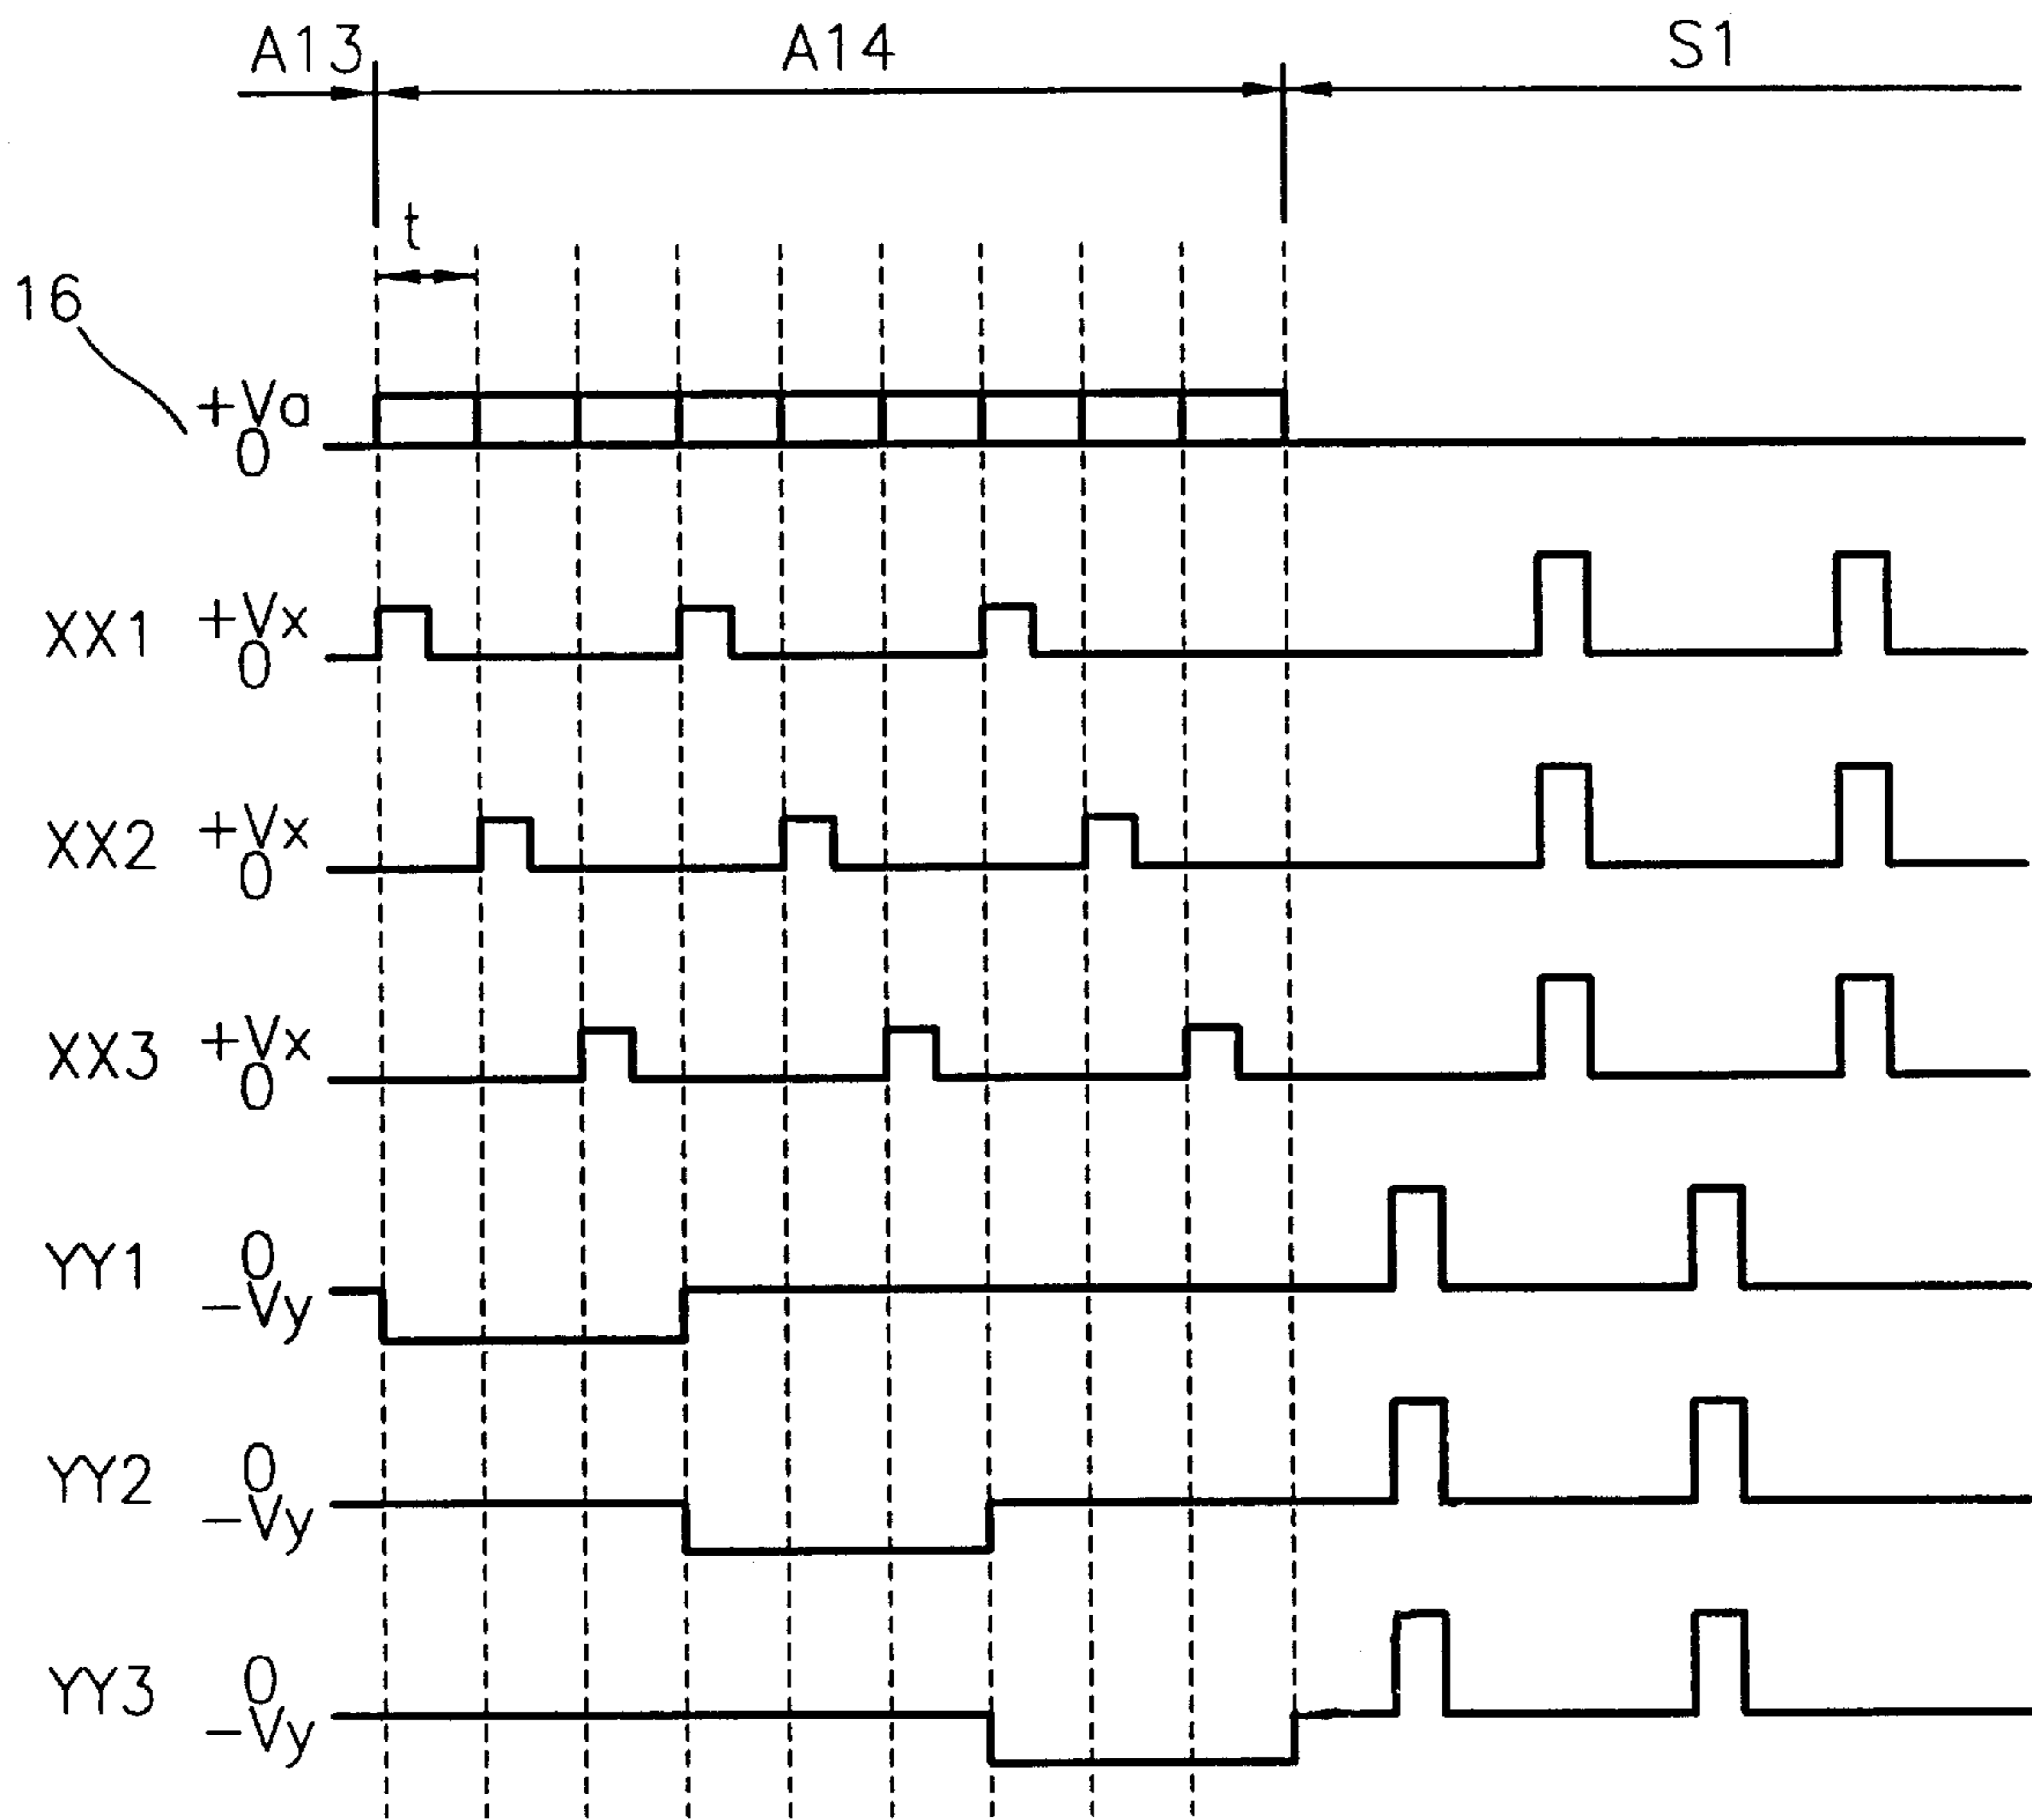 A13 A14 S1
t
16
+Va
0
XX1 +Vx
0
XX2 +Vx
0
XX3 +Vx
0
YY1 0
-Vy
YY2 0
-Vy
YY3 0
-Vy